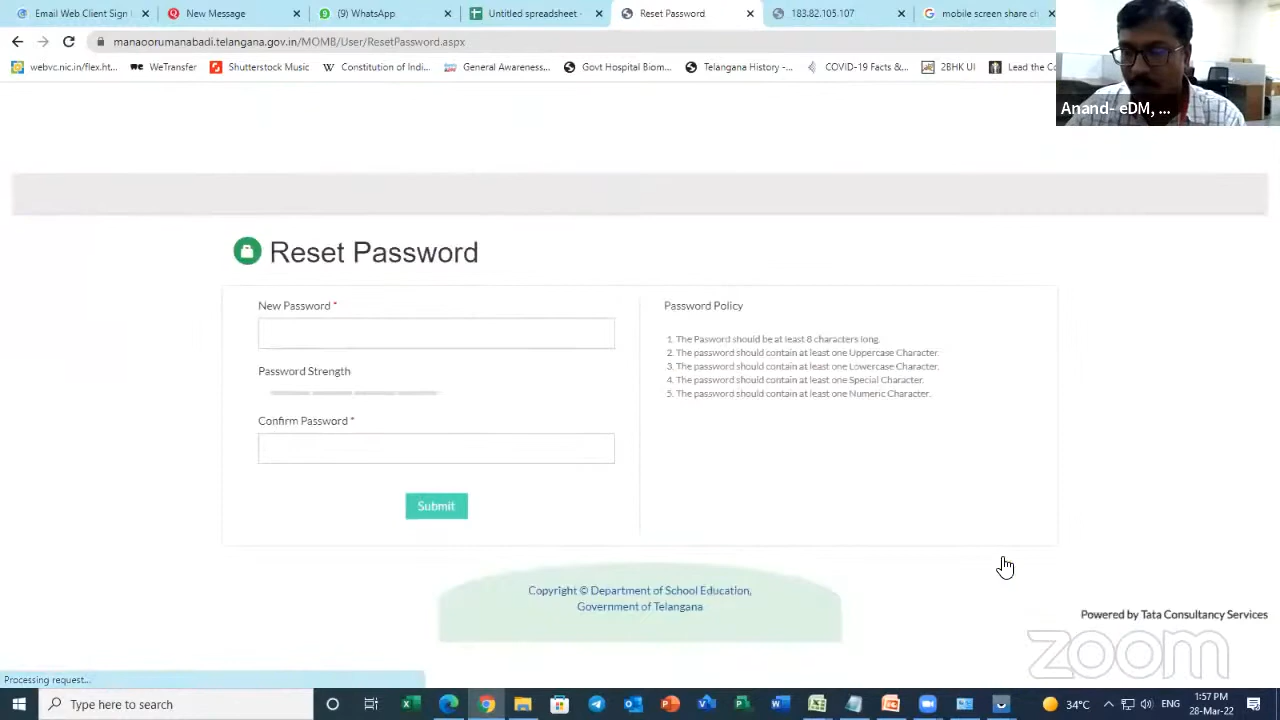 Email Web Client Sign I
New Message
(9) WhatsApp
Untitled spreadsheet -
Reset Password
183.82.105.107
mobile screen share cl
manaoorumanabadi.telangana.gov.in/MOMB/User/ResetPassword.aspx
webvc.nic.in/flex.ht...
WeTransfer
Shutterstock Music
Constitution of Indi...
General Awareness...
Govt Hospital Biom...
Telangana History -...
COVID-19 Facts &...
2BHK UI
Lead the Co
Anand- eDM, ...
Reset Password
New Password *
Password Strength
Confirm Password *
Submit
Password Policy
1. The Pasword should be at least 8 characters long.
2. The password should contain at least one Uppercase Character.
3. The password should contain at least one Lowercase Character.
4. The password should contain at least one Special Character.
5. The password should contain at least one Numeric Character.
Copyright © Department of School Education,
Government of Telangana
Powered by Tata Consultancy Services
zoom
Processing request...
Type here to search
34°C
ENG
1:57 PM
28-Mar-22